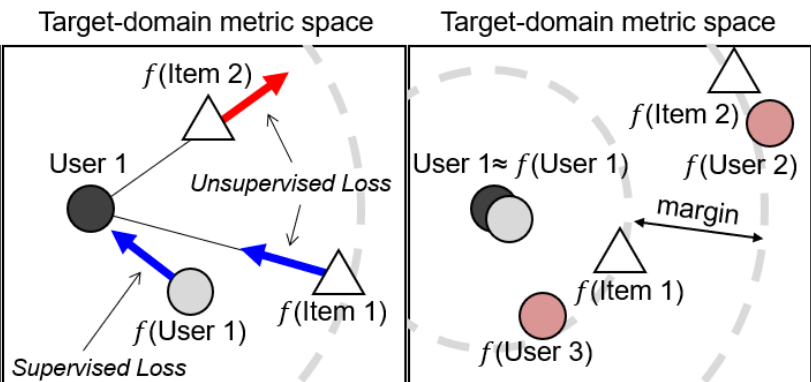 Target-domain metric space
f(Item 2)
User 1
Unsupervised Loss
f(Item 1)
f(User 1)
Supervised Loss
Target-domain metric space
f(Item 2)
User 1≈ f(User 1)
f(User 2)
margin
f(Item 1)
f(User 3)